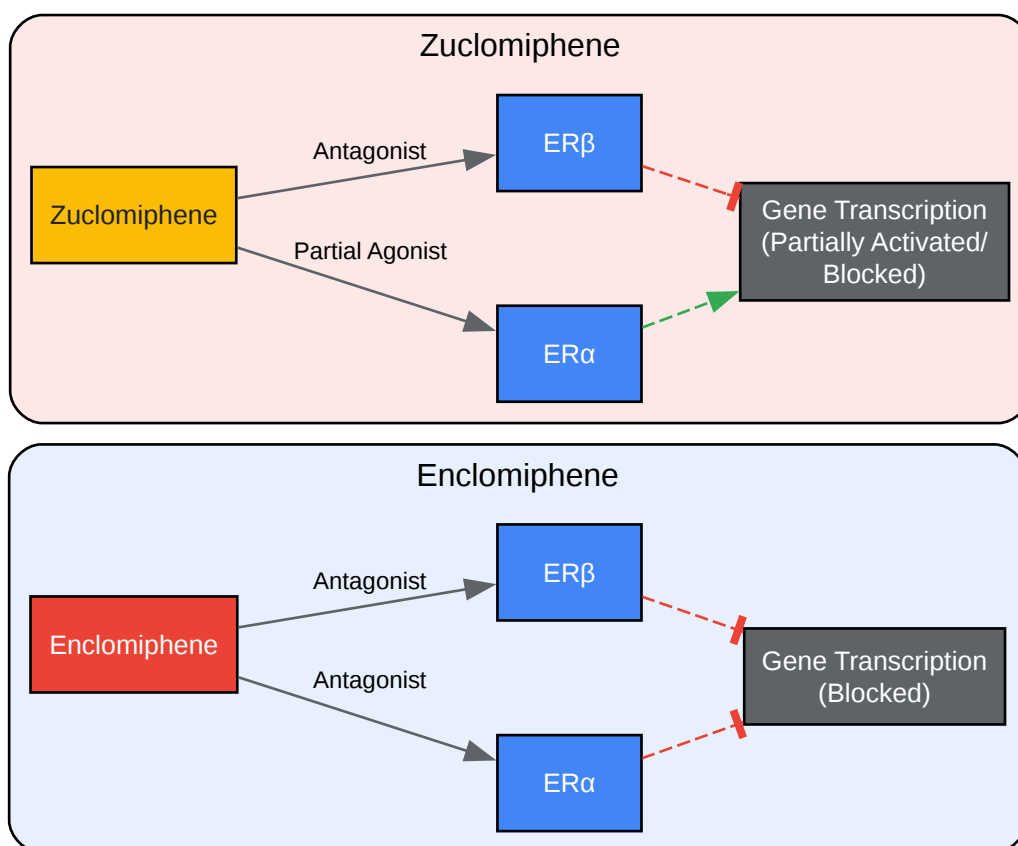 Zuclomiphene
Zuclomiphene
Antagonist
Partial Agonist
ERβ
ERα
Gene Transcription
(Partially Activated/
Blocked)
Enclomiphene
Enclomiphene
Antagonist
Antagonist
ERβ
ERα
Gene Transcription
(Blocked)